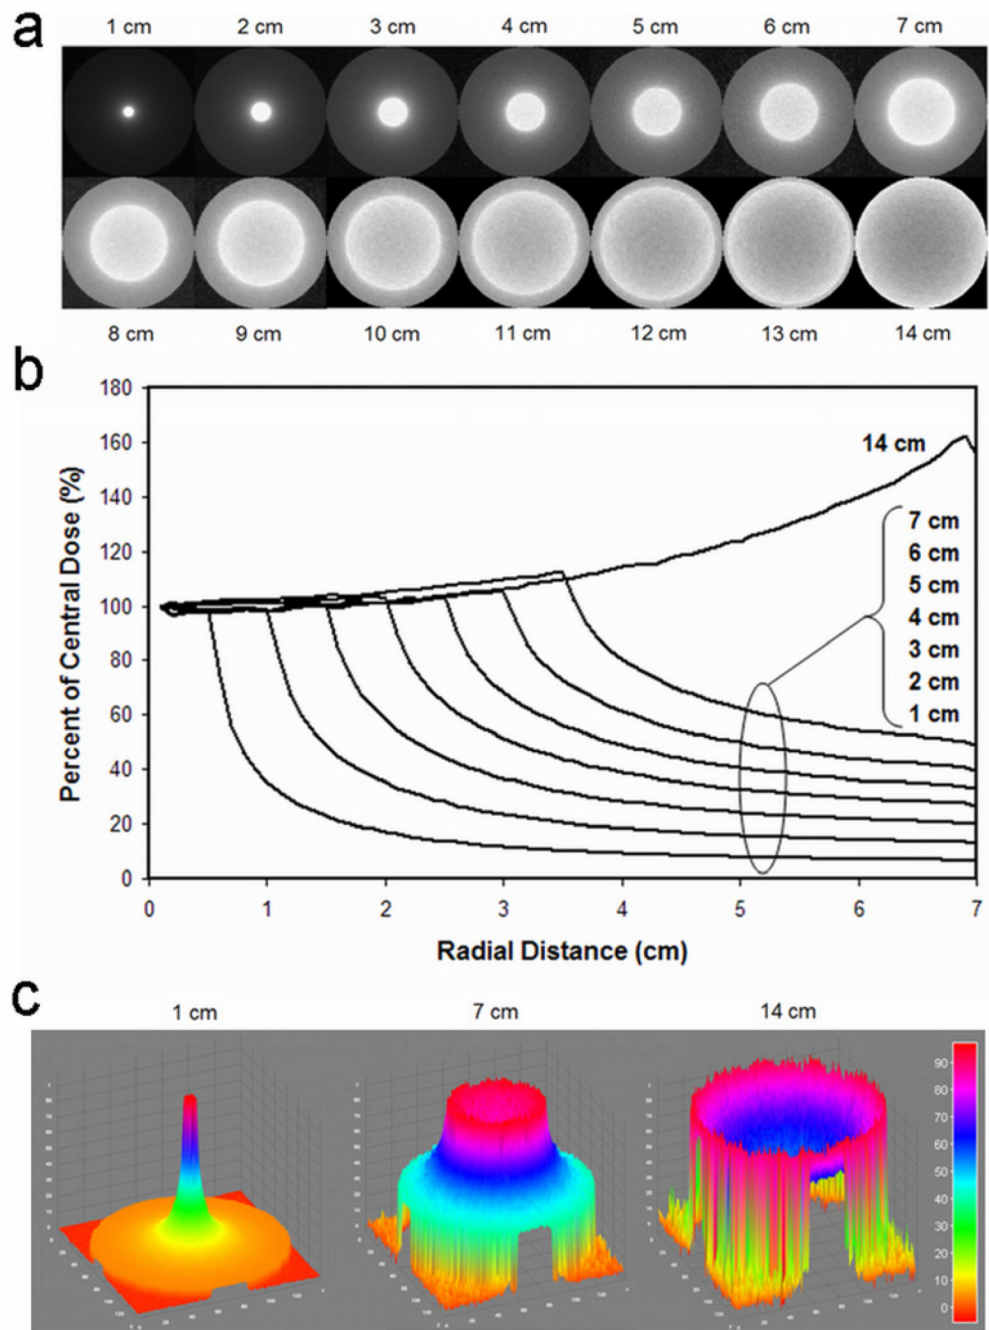 a
1 cm 2 cm 3 cm 4 cm 5 cm 6 cm 7 cm
8 cm 9 cm 10 cm 11 cm 12 cm 13 cm 14 cm
b
Percent of Central Dose (%)
180
160
140
120
100
80
60
40
20
0
14 cm
7 cm
6 cm
5 cm
4 cm
3 cm
2 cm
1 cm
0 1 2 3 4 5 6 7
Radial Distance (cm)
c
1 cm 7 cm 14 cm
90
80
70
60
50
40
30
20
10
0